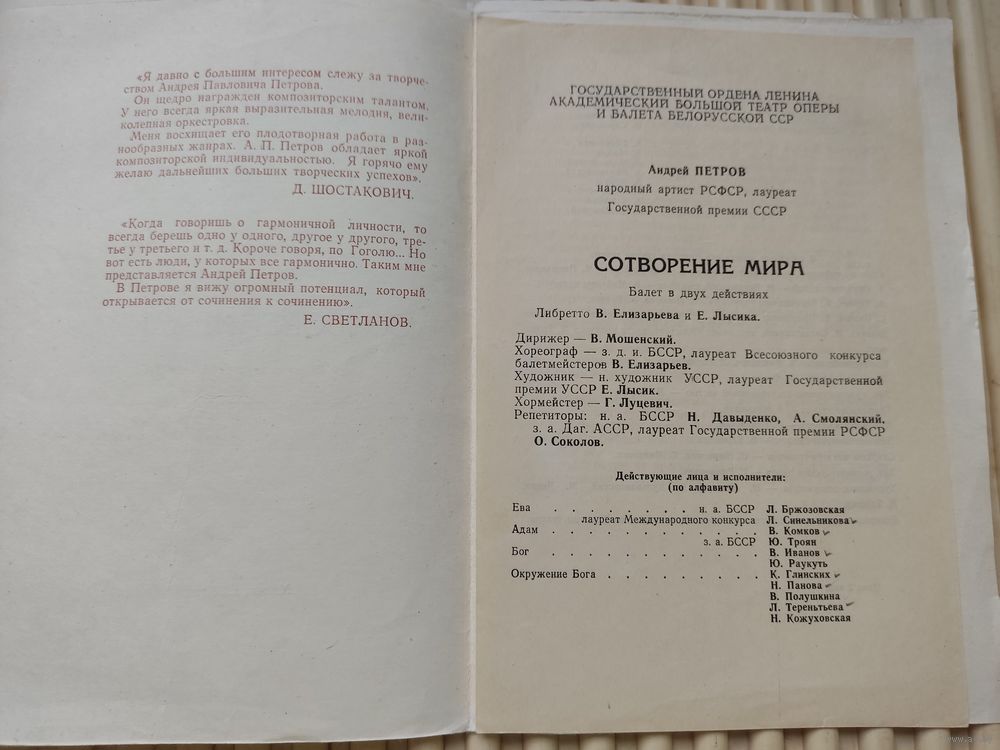 «Я давно с большим интересом слежу за творче-
ством Андрея Павловича Петрова.
Он щедро награжден композиторским талантом.
У него всегда яркая выразительная мелодия, вели-
колепная оркестровка.
Меня восхищает его плодотворная работа в раз-
нообразных жанрах. А. П. Петров обладает яркой
композиторской индивидуальностью. Я горячо ему
желаю дальнейших больших творческих успехов».
Д. ШОСТАКОВИЧ.
«Когда говоришь о гармоничной личности, то
всегда берешь одно у одного, другое у другого, тре-
тье у третьего и т. д. Короче говоря, по Гоголю... Но
вот есть люди, у которых все гармонично. Таким мне
представляется Андрей Петров.
В Петрове я вижу огромный потенциал, который
открывается от сочинения к сочинению».
Е. СВЕТЛАНОВ.
ГОСУДАРСТВЕННЫЙ ОРДЕНА ЛЕНИНА
АКАДЕМИЧЕСКИЙ БОЛЬШОЙ ТЕАТР ОПЕРЫ
И БАЛЕТА БЕЛОРУССКОЙ ССР
Андрей ПЕТРОВ
народный артист РСФСР, лауреат
Государственной премии СССР
СОТВОРЕНИЕ МИРА
Балет в двух действиях
Либретто В. Елизарьева и Е. Лысика.
Дирижер — В. Мошенский.
Хореограф — з. д. и. БССР, лауреат Всесоюзного конкурса
балетмейстеров В. Елизарьев.
Художник — н. художник УССР, лауреат Государственной
премии УССР Е. Лысик.
Хормейстер — Г. Луцевич.
Репетиторы: н. а. БССР Н. Давыденко, А. Смолянский,
з. а. Даг. АССР, лауреат Государственной премии РСФСР
О. Соколов.
Действующие лица и исполнители:
(по алфавиту)
Ева . . . . . . . . н. а. БССР Л. Бржозовская
лауреат Международного конкурса Л. Синельникова
Адам . . . . . . . . . . . . В. Комков
з. а. БССР Ю. Троян
Бог . . . . . . . . . . . . В. Иванов
Ю. Раукуть
Окружение Бога . . . . . . . . . К. Глинских
Н. Панова
В. Полушкина
Л. Тереньтьева
Н. Кожуховская